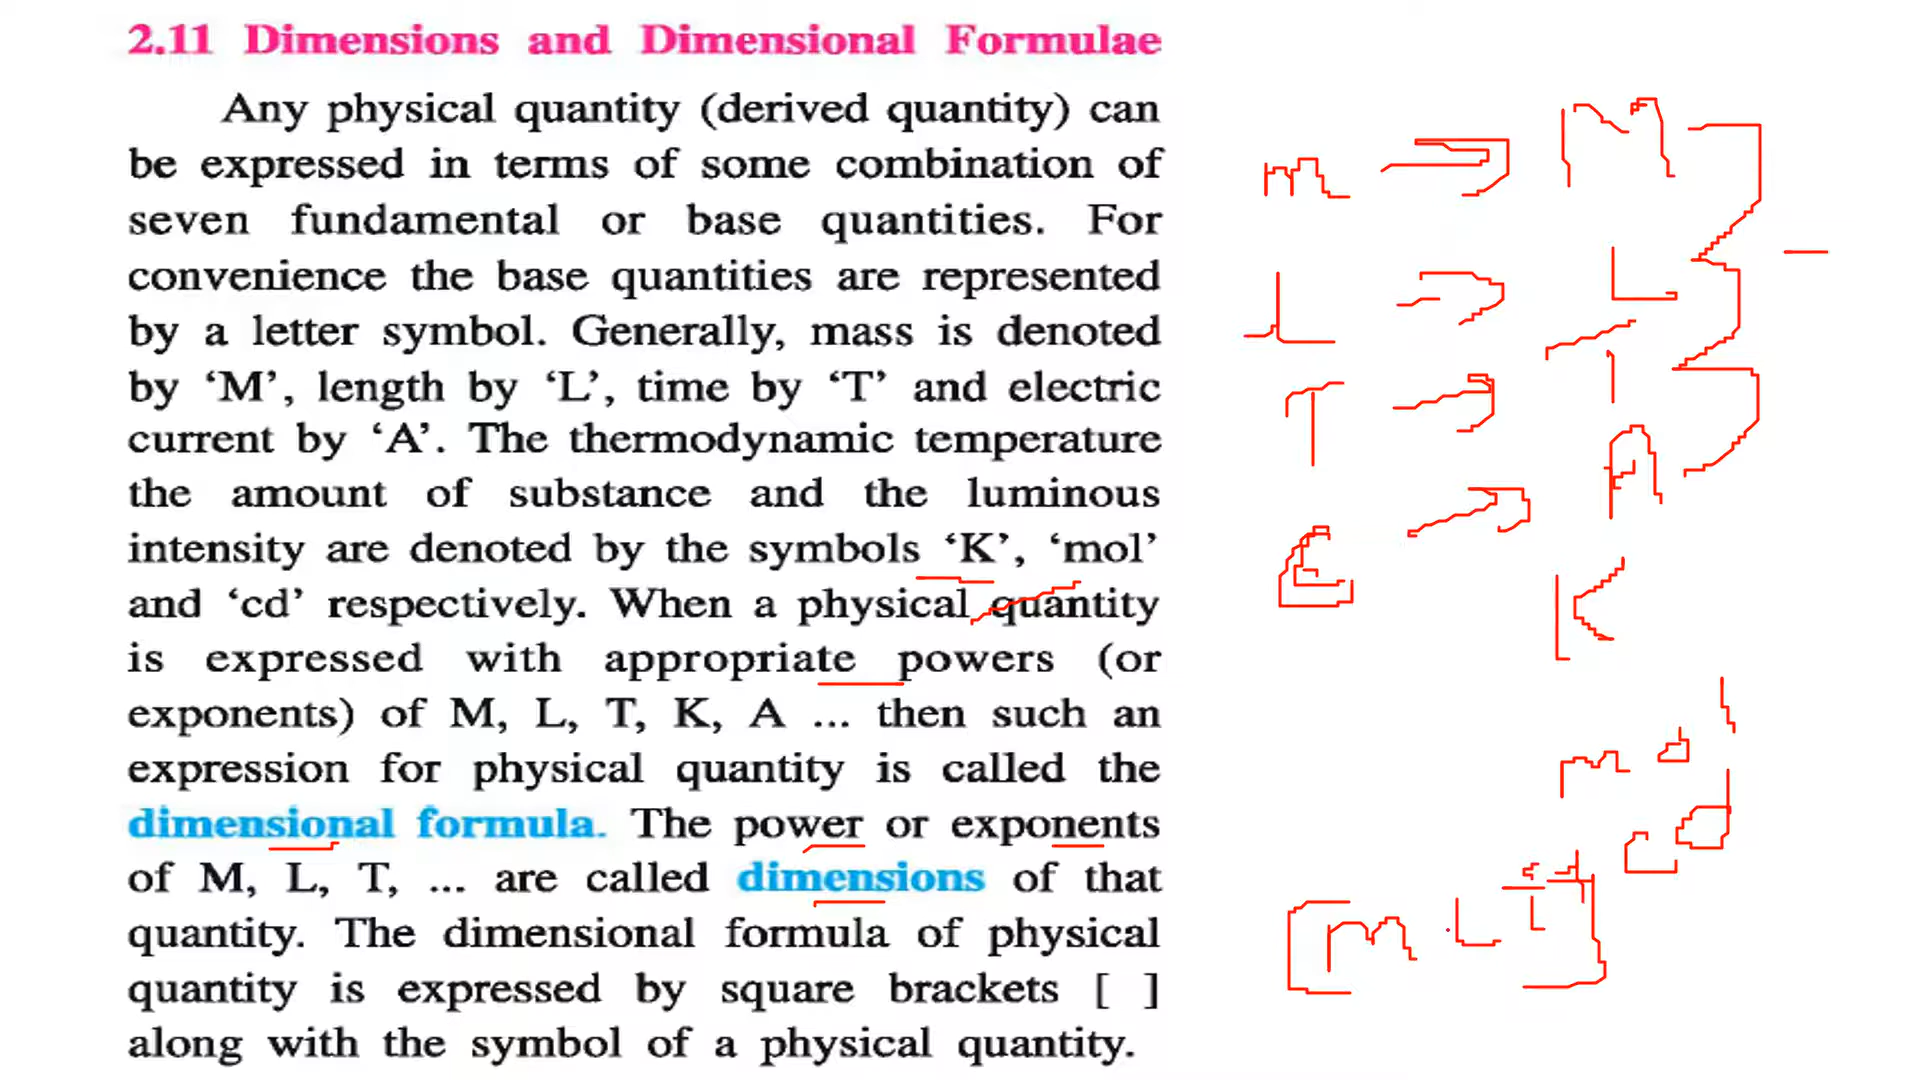 2.11 Dimensions and Dimensional Formulae
Any physical quantity (derived quantity) can
be expressed in terms of some combination of
seven fundamental or base quantities. For
convenience the base quantities are represented
by a letter symbol. Generally, mass is denoted
by ‘M’, length by ‘L’, time by ‘T’ and electric
current by ‘A’. The thermodynamic temperature
the amount of substance and the luminous
intensity are denoted by the symbols ‘K’, ‘mol’
and ‘cd’ respectively. When a physical quantity
is expressed with appropriate powers (or
exponents) of M, L, T, K, A ... then such an
expression for physical quantity is called the
dimensional formula. The power or exponents
of M, L, T, ... are called dimensions of that
quantity. The dimensional formula of physical
quantity is expressed by square brackets [ ]
along with the symbol of a physical quantity.
m → M
L → L
T → T
C → A
K
mol
cd